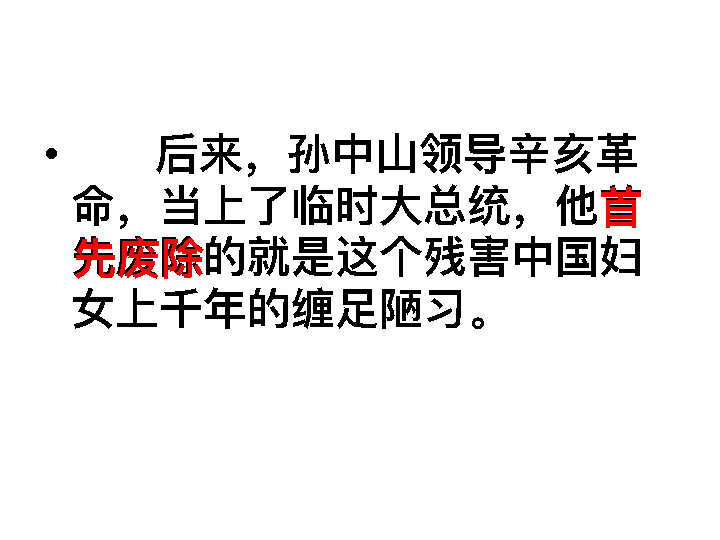 • 后来，孙中山领导辛亥革
命，当上了临时大总统，他首
先废除的就是这个残害中国妇
女上千年的缠足陋习。